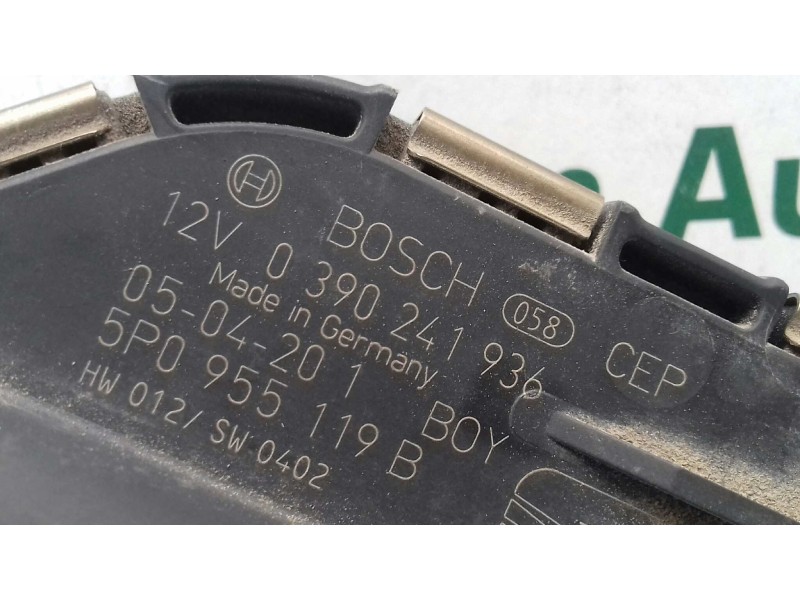 BOSCH
12V 0 390 241 936 058 CEP
Made in Germany
05-04-20 1 BOY
5P0 955 119 B
HW 012/ SW 0402
Au